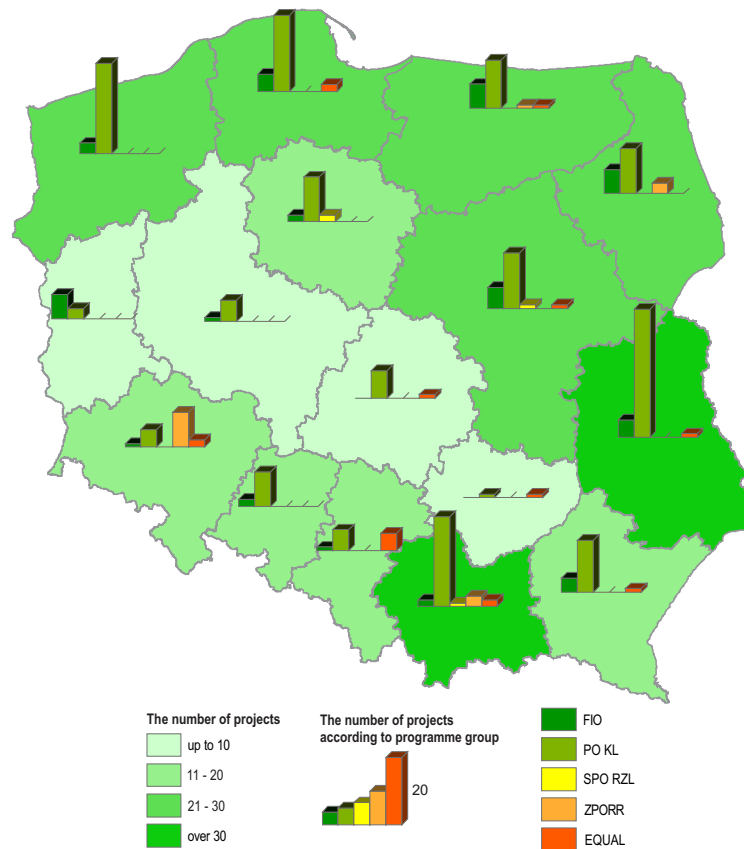 The number of projects
up to 10
11 - 20
21 - 30
over 30
The number of projects
according to programme group
20
FIO
PO KL
SPO RZL
ZPORR
EQUAL